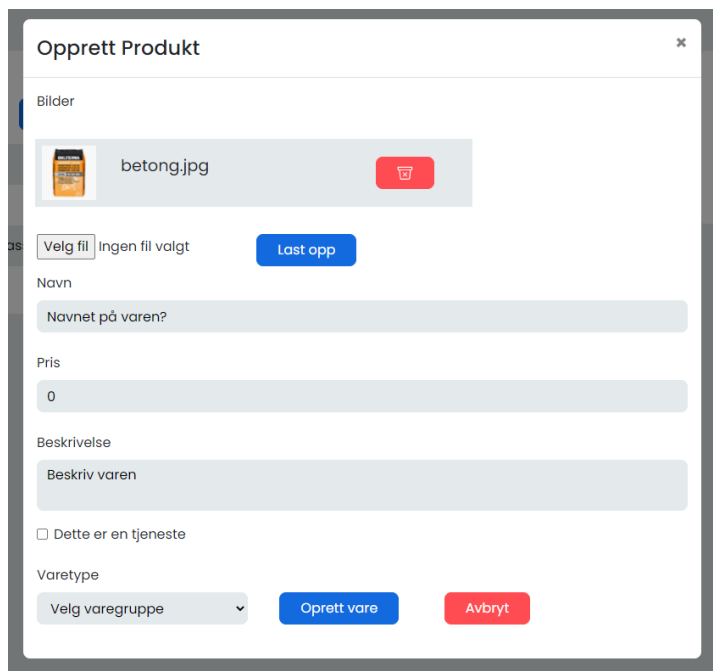 Opprett Produkt
×
Bilder
betong.jpg
Velg fil Ingen fil valgt Last opp
Navn
Navnet på varen?
Pris
0
Beskrivelse
Beskriv varen
Dette er en tjeneste
Varetype
Velg varegruppe Oprett vare Avbryt